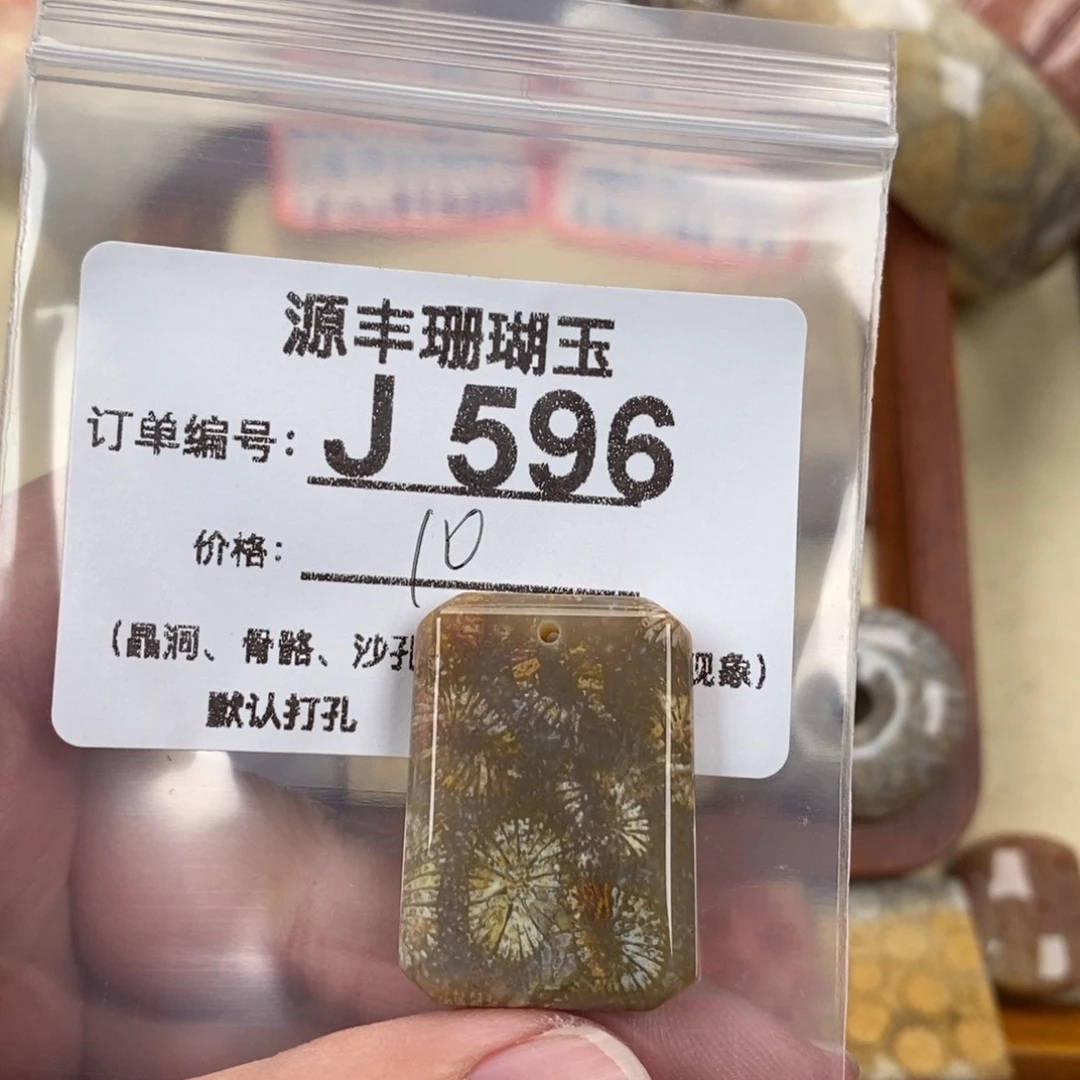 源丰珊瑚玉
订单编号: J 596
价格: 10
(晶洞、骨骼、沙孔 现象)
默认打孔